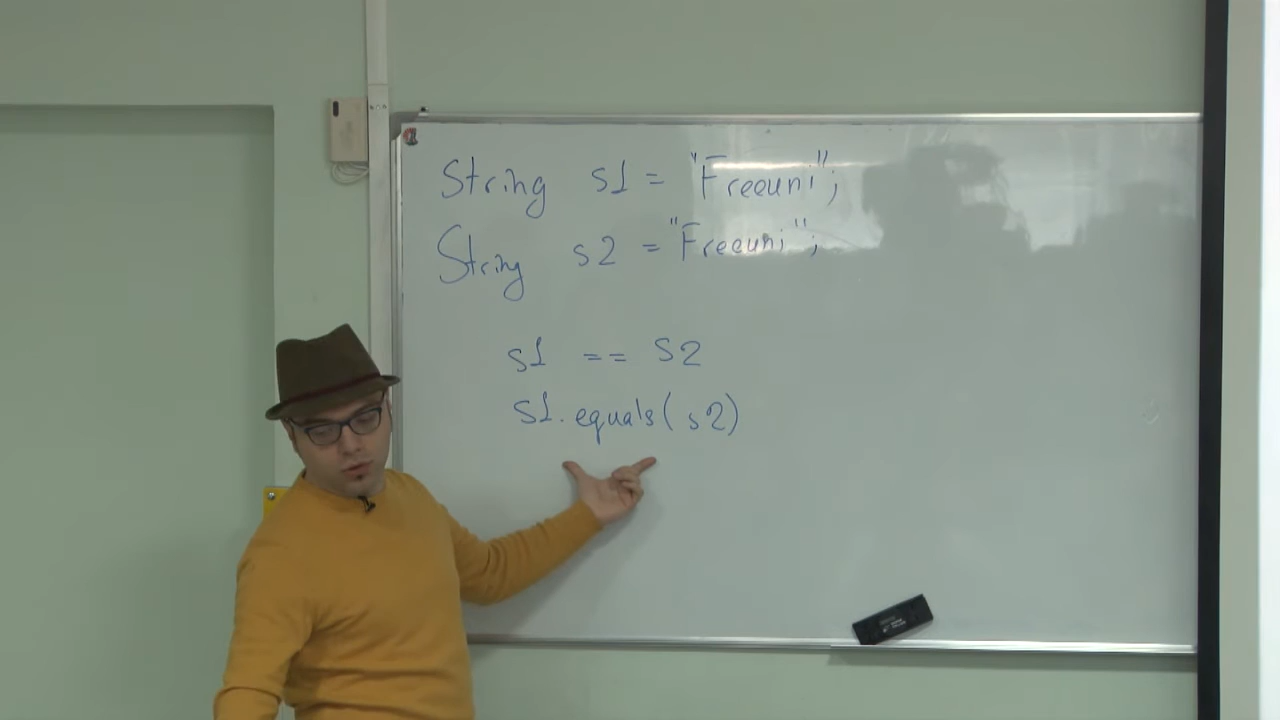 String s1 = "Freeuni";
String s2 = "Freeuni";
s1 == s2
s1.equals(s2)